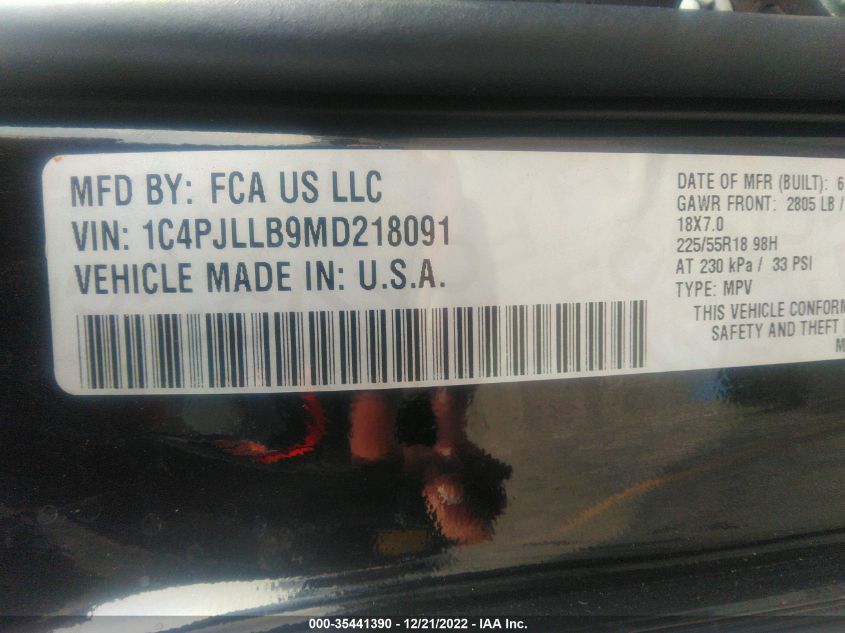 MFD BY: FCA US LLC
VIN: 1C4PJLLB9MD218091
VEHICLE MADE IN: U.S.A.
DATE OF MFR (BUILT): 6
GAWR FRONT: 2805 LB /
18X7.0
225/55R18 98H
AT 230 kPa / 33 PSI
TYPE: MPV
THIS VEHICLE CONFORM
SAFETY AND THEFT
M
000-35441390 - 12/21/2022 - IAA Inc.